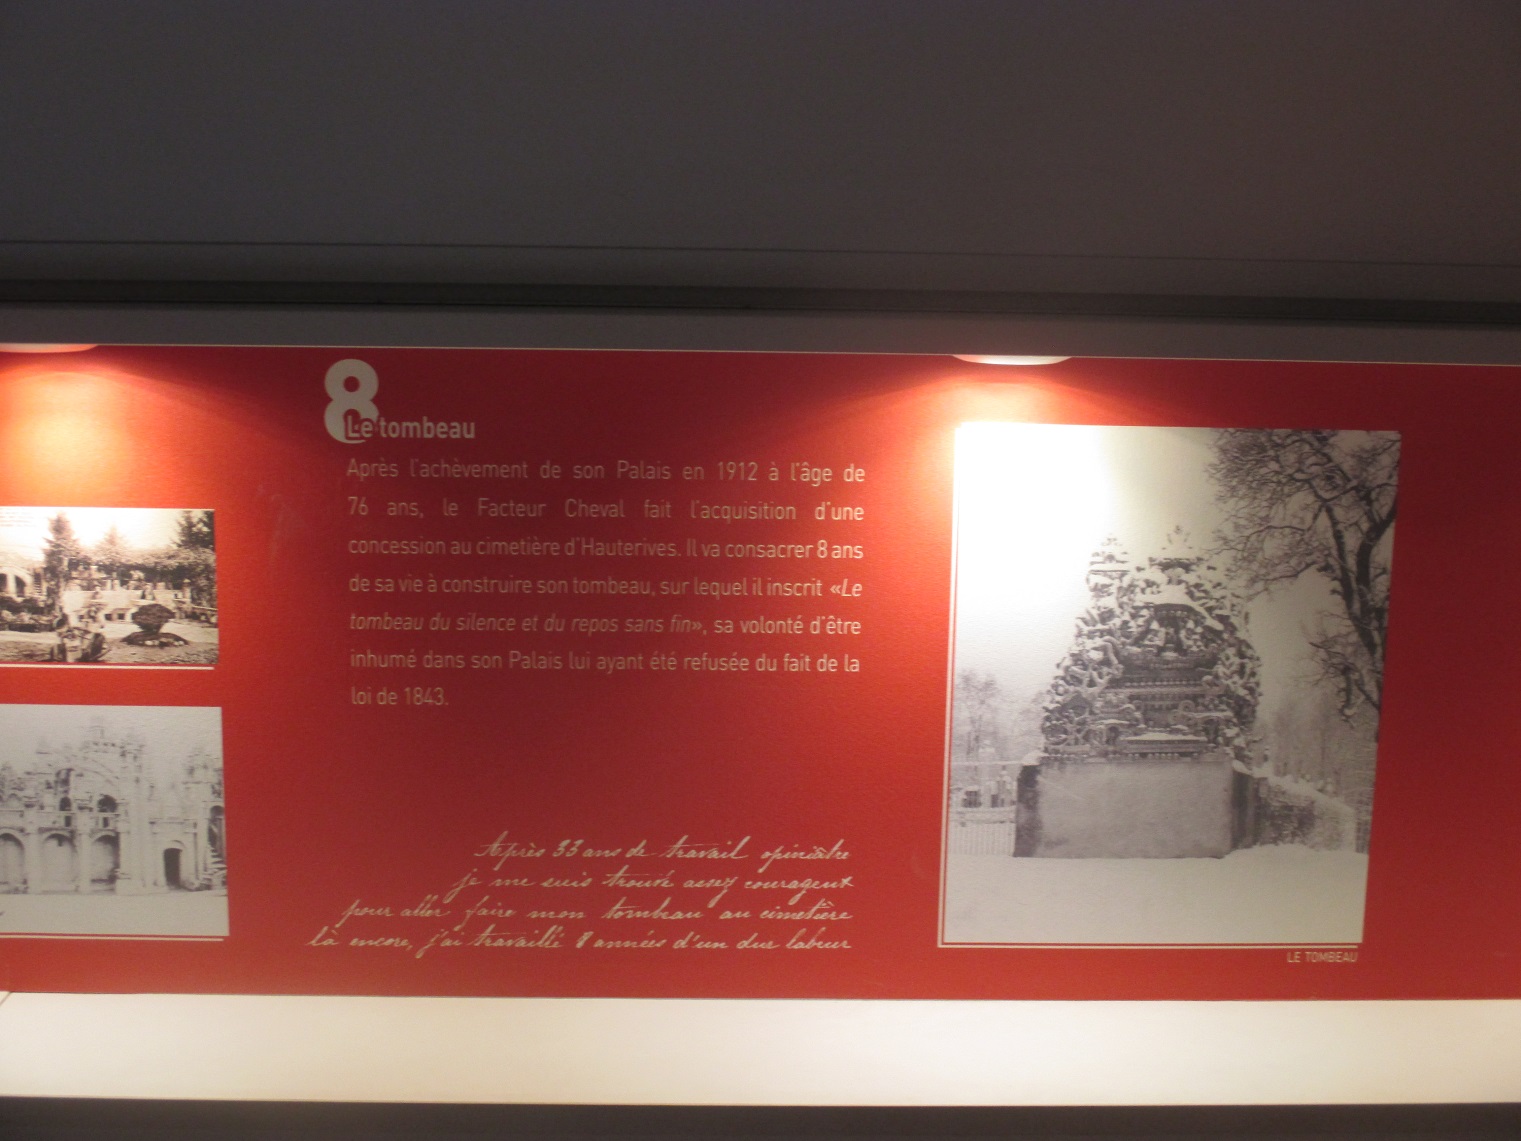 8
Le tombeau
Après l'achèvement de son Palais en 1912 à l'âge de
76 ans, le Facteur Cheval fait l'acquisition d'une
concession au cimetière d'Hauterives. Il va consacrer 8 ans
de sa vie à construire son tombeau, sur lequel il inscrit «Le
tombeau du silence et du repos sans fin», sa volonté d'être
inhumé dans son Palais lui ayant été refusée du fait de la
loi de 1843.
Après 33 ans de travail opiniâtre
je me suis trouvé assez courageux
pour aller faire mon tombeau au cimetière
là encore, j'ai travaillé 8 années d'un dur labeur
LE TOMBEAU